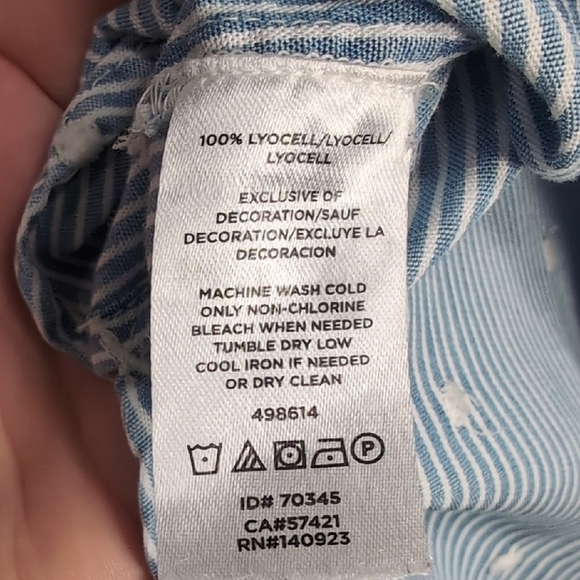 100% LYOCELL/LYOCELL/
LYOCELL
EXCLUSIVE OF
DECORATION/SAUF
DECORATION/EXCLUYE LA
DECORACION
MACHINE WASH COLD
ONLY NON-CHLORINE
BLEACH WHEN NEEDED
TUMBLE DRY LOW
COOL IRON IF NEEDED
OR DRY CLEAN
498614
P
ID# 70345
CA#57421
RN#140923